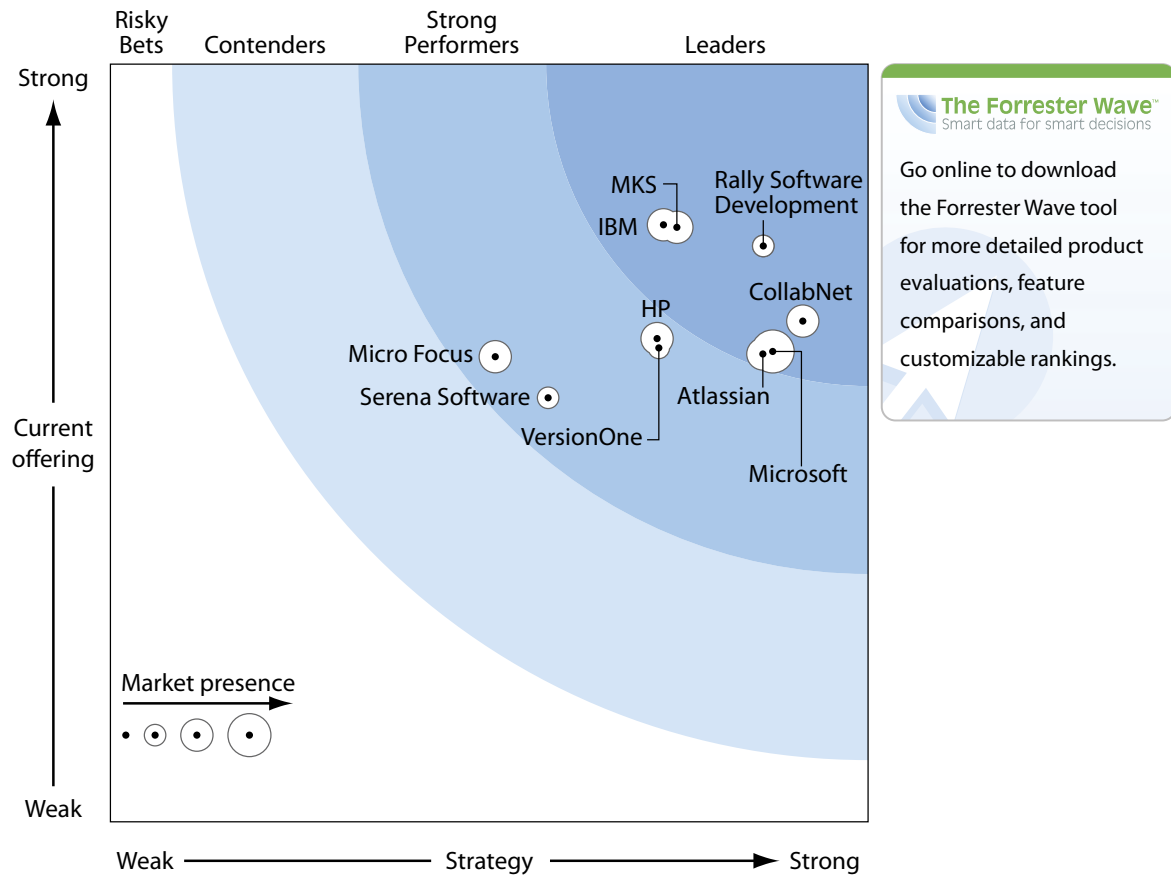 Risky
Bets
Contenders
Strong
Performers
Leaders
Strong
The Forrester Wave™
Smart data for smart decisions
Go online to download
the Forrester Wave tool
for more detailed product
evaluations, feature
comparisons, and
customizable rankings.
MKS
IBM
Rally Software
Development
CollabNet
HP
Micro Focus
Serena Software
Atlassian
VersionOne
Microsoft
Current
offering
Market presence
Weak
Weak
Strategy
Strong